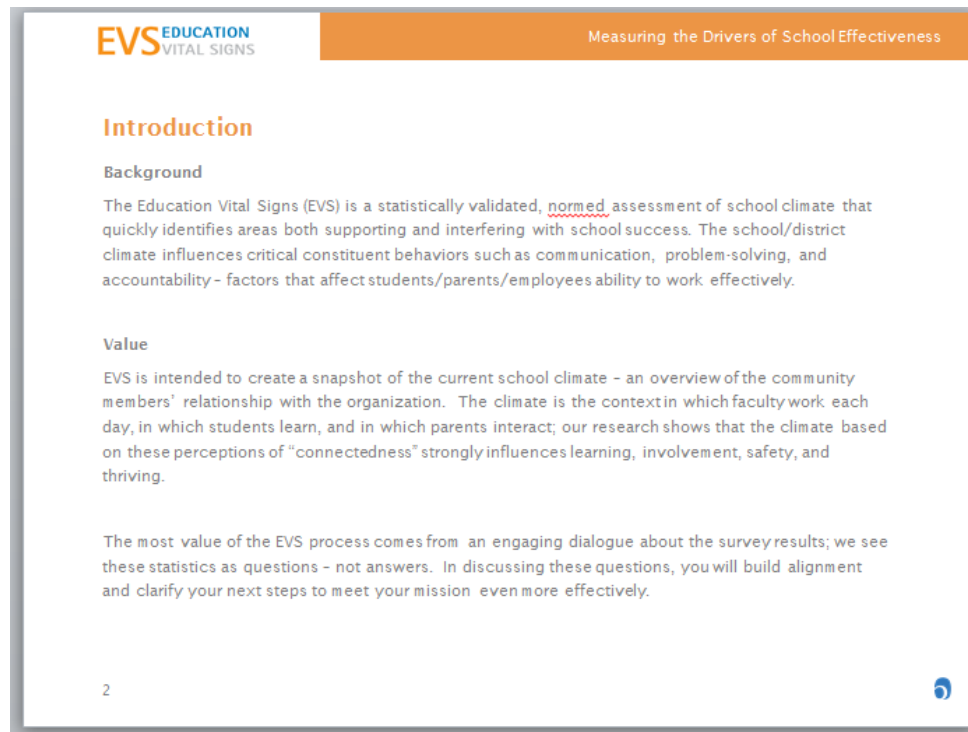 EVS EDUCATION
VITAL SIGNS
Measuring the Drivers of School Effectiveness
Introduction
Background
The Education Vital Signs (EVS) is a statistically validated, normed assessment of school climate that
quickly identifies areas both supporting and interfering with school success. The school/district
climate influences critical constituent behaviors such as communication, problem-solving, and
accountability – factors that affect students/parents/employees ability to work effectively.
Value
EVS is intended to create a snapshot of the current school climate – an overview of the community
members' relationship with the organization. The climate is the context in which faculty work each
day, in which students learn, and in which parents interact; our research shows that the climate based
on these perceptions of “connectedness” strongly influences learning, involvement, safety, and
thriving.
The most value of the EVS process comes from an engaging dialogue about the survey results; we see
these statistics as questions – not answers. In discussing these questions, you will build alignment
and clarify your next steps to meet your mission even more effectively.
2